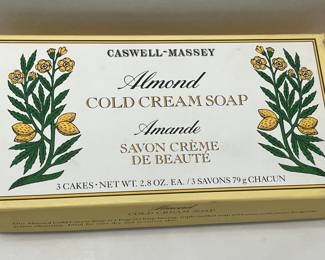 CASWELL-MASSEY
Almond
COLD CREAM SOAP
Amande
SAVON CRÈME
DE BEAUTÉ
3 CAKES • NET WT. 2.8 OZ. EA. / 3 SAVONS 79 g CHACUN
Almond
COLD CREAM SOAP